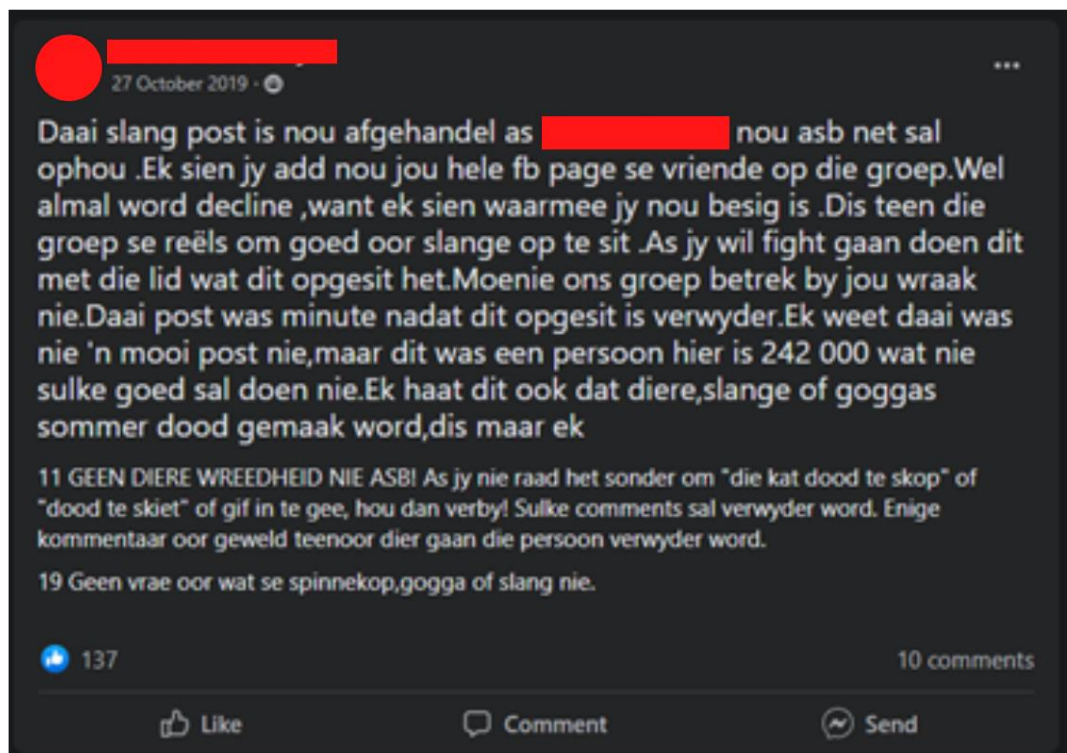 27 October 2019 ·
Daai slang post is nou afgehandel as nou asb net sal
ophou .Ek sien jy add nou jou hele fb page se vriende op die groep.Wel
almal word decline ,want ek sien waarmee jy nou besig is .Dis teen die
groep se reëls om goed oor slange op te sit .As jy wil fight gaan doen dit
met die lid wat dit opgesit het.Moenie ons groep betrek by jou wraak
nie.Daai post was minute nadat dit opgesit is verwyder.Ek weet daai was
nie 'n mooi post nie,maar dit was een persoon hier is 242 000 wat nie
sulke goed sal doen nie.Ek haat dit ook dat diere,slange of goggas
sommer dood gemaak word,dis maar ek
11 GEEN DIERE WREEDHEID NIE ASB! As jy nie raad het sonder om "die kat dood te skop" of
"dood te skiet" of gif in te gee, hou dan verby! Sulke comments sal verwyder word. Enige
kommentaar oor geweld teenoor dier gaan die persoon verwyder word.
19 Geen vrae oor wat se spinnekop,gogga of slang nie.
137 10 comments
Like Comment Send